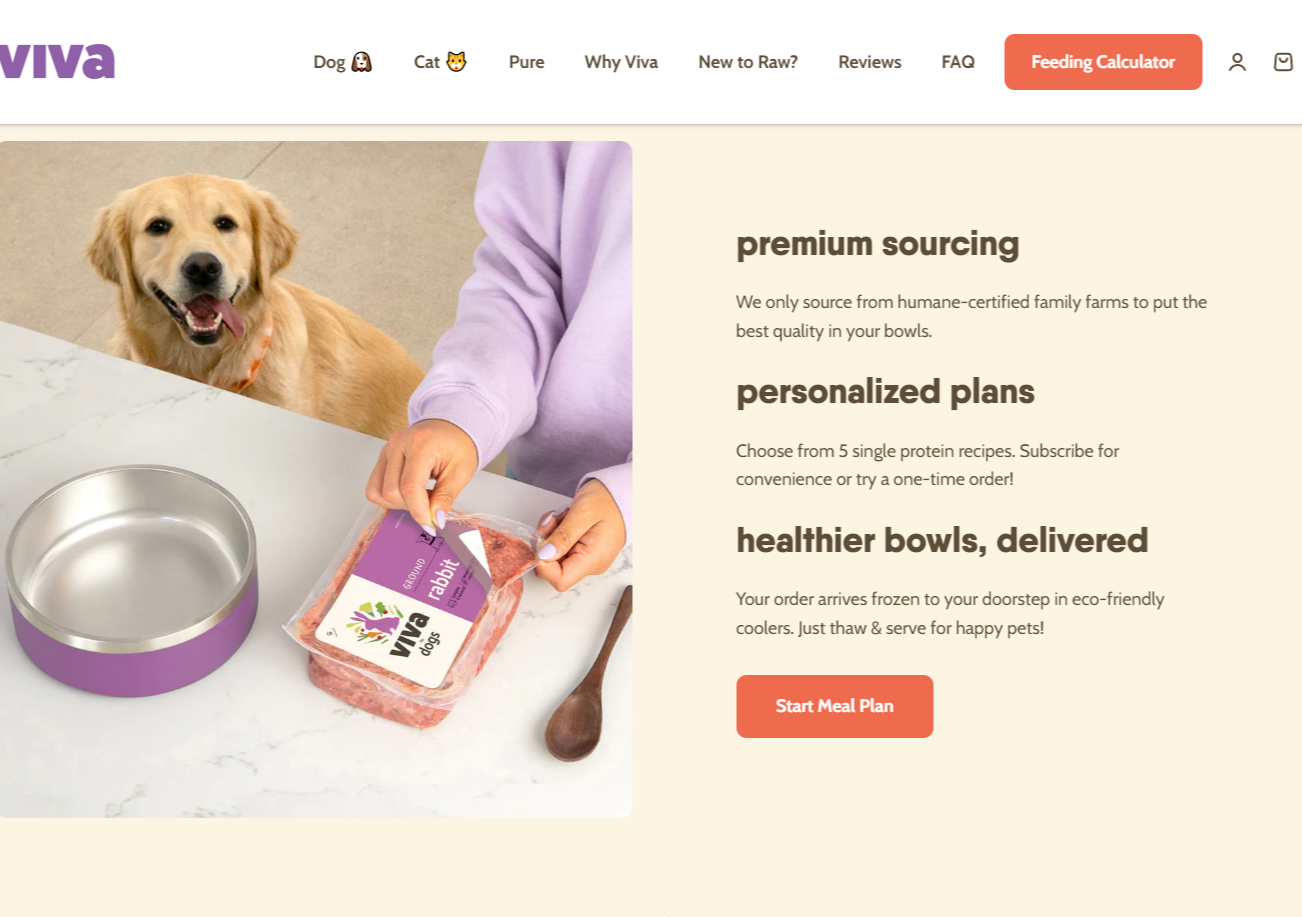 viva
Dog
Cat
Pure
Why Viva
New to Raw?
Reviews
FAQ
Feeding Calculator
premium sourcing
We only source from humane-certified family farms to put the
best quality in your bowls.
personalized plans
Choose from 5 single protein recipes. Subscribe for
convenience or try a one-time order!
healthier bowls, delivered
Your order arrives frozen to your doorstep in eco-friendly
coolers. Just thaw & serve for happy pets!
Start Meal Plan
GROUND
rabbit
viva
dogs